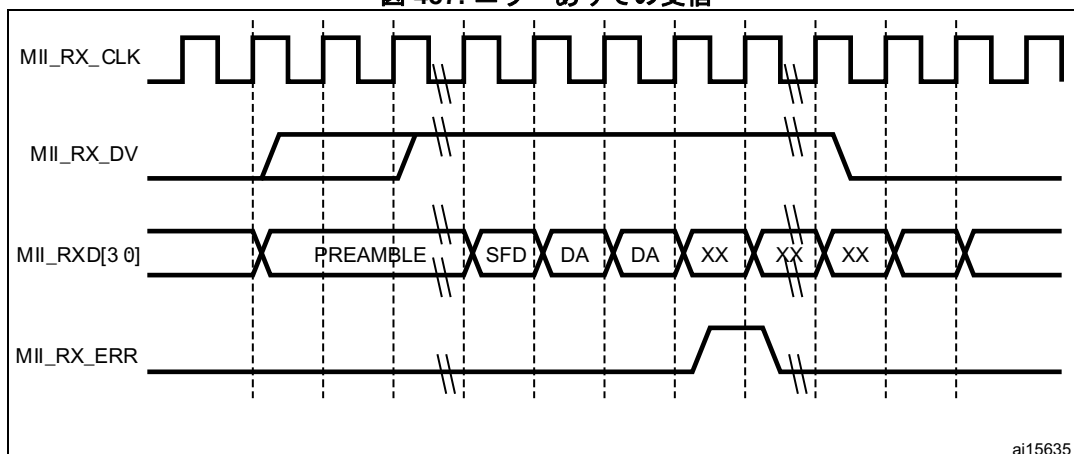 MII_RX_CLK
MII_RX_DV
MII_RXD[3 0]
PREAMBLE SFD DA DA XX XX XX
MII_RX_ERR
ai15635